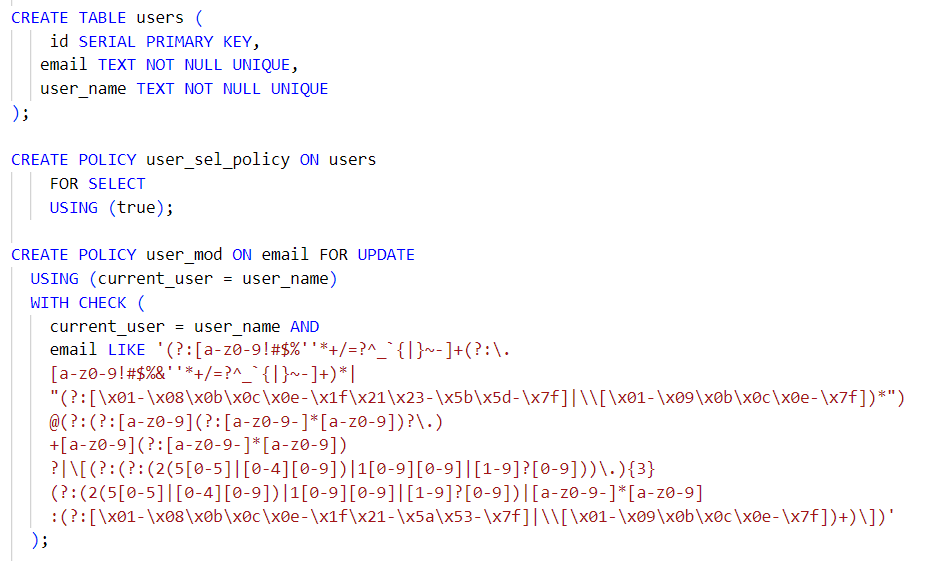 CREATE TABLE users (
id SERIAL PRIMARY KEY,
email TEXT NOT NULL UNIQUE,
user_name TEXT NOT NULL UNIQUE
);
CREATE POLICY user_sel_policy ON users
FOR SELECT
USING (true);
CREATE POLICY user_mod ON email FOR UPDATE
USING (current_user = user_name)
WITH CHECK (
current_user = user_name AND
email LIKE '(?:[a-z0-9!#$%''*+/=?^_`{|}~-]+(?:\.
[a-z0-9!#$%&''*+/=?^_`{|}~-]+)*|
"(?:[\x01-\x08\x0b\x0c\x0e-\x1f\x21\x23-\x5b\x5d-\x7f]|\\[\x01-\x09\x0b\x0c\x0e-\x7f])*")
@(?:(?:[a-z0-9](?:[a-z0-9-]*[a-z0-9])?\.)
+[a-z0-9](?:[a-z0-9-]*[a-z0-9])
?|\[(?:(?:(2(5[0-5]|[0-4][0-9])|1[0-9][0-9]|[1-9]?[0-9]))\.){3}
(?:(2(5[0-5]|[0-4][0-9])|1[0-9][0-9]|[1-9]?[0-9])|[a-z0-9-]*[a-z0-9]
:(?:[\x01-\x08\x0b\x0c\x0e-\x1f\x21-\x5a\x53-\x7f]|\\[\x01-\x09\x0b\x0c\x0e-\x7f])+)\])'
);